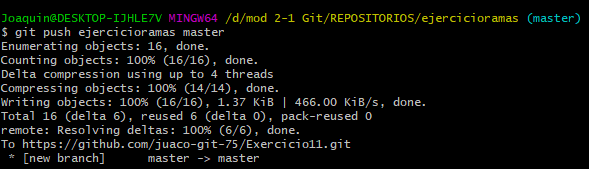 Joaquin@DESKTOP-IJHLE7V MINGW64 /d/mod 2-1 Git/REPOSITORIOS/ejercicioramas (master)
$ git push ejercicioramas master
Enumerating objects: 16, done.
Counting objects: 100% (16/16), done.
Delta compression using up to 4 threads
Compressing objects: 100% (14/14), done.
Writing objects: 100% (16/16), 1.37 KiB | 466.00 KiB/s, done.
Total 16 (delta 6), reused 6 (delta 0), pack-reused 0
remote: Resolving deltas: 100% (6/6), done.
To https://github.com/juaco-git-75/Exercicio11.git
 * [new branch]      master -> master